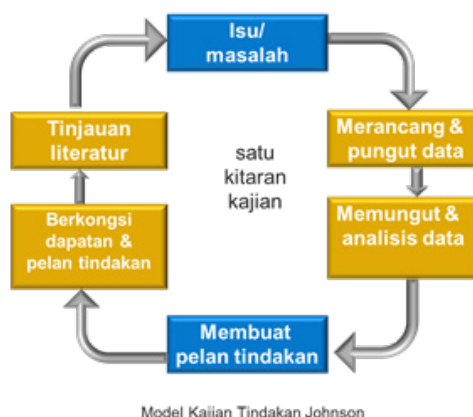 Isu/
masalah
Merancang &
pungut data
Memungut &
analisis data
Membuat
pelan tindakan
Berkongsi
dapatan &
pelan tindakan
Tinjauan
literatur
satu
kitaran
kajian
Model Kajian Tindakan Johnson